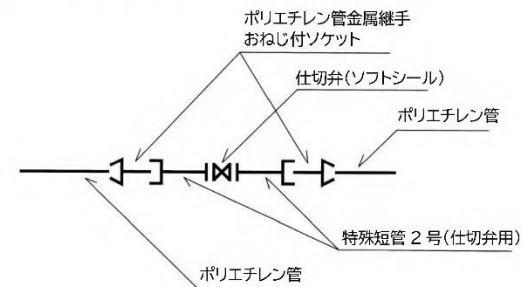 ポリエチレン管金属継手
おねじ付ソケット
仕切弁(ソフトシール)
ポリエチレン管
特殊短管2号(仕切弁用)
ポリエチレン管